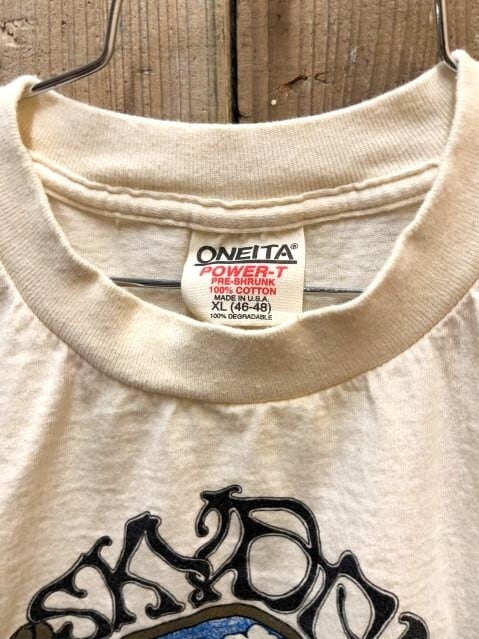 ONEITA®
POWER-T
PRE-SHRUNK
100% COTTON
MADE IN U.S.A.
XL (46-48)
100% DEGRADABLE